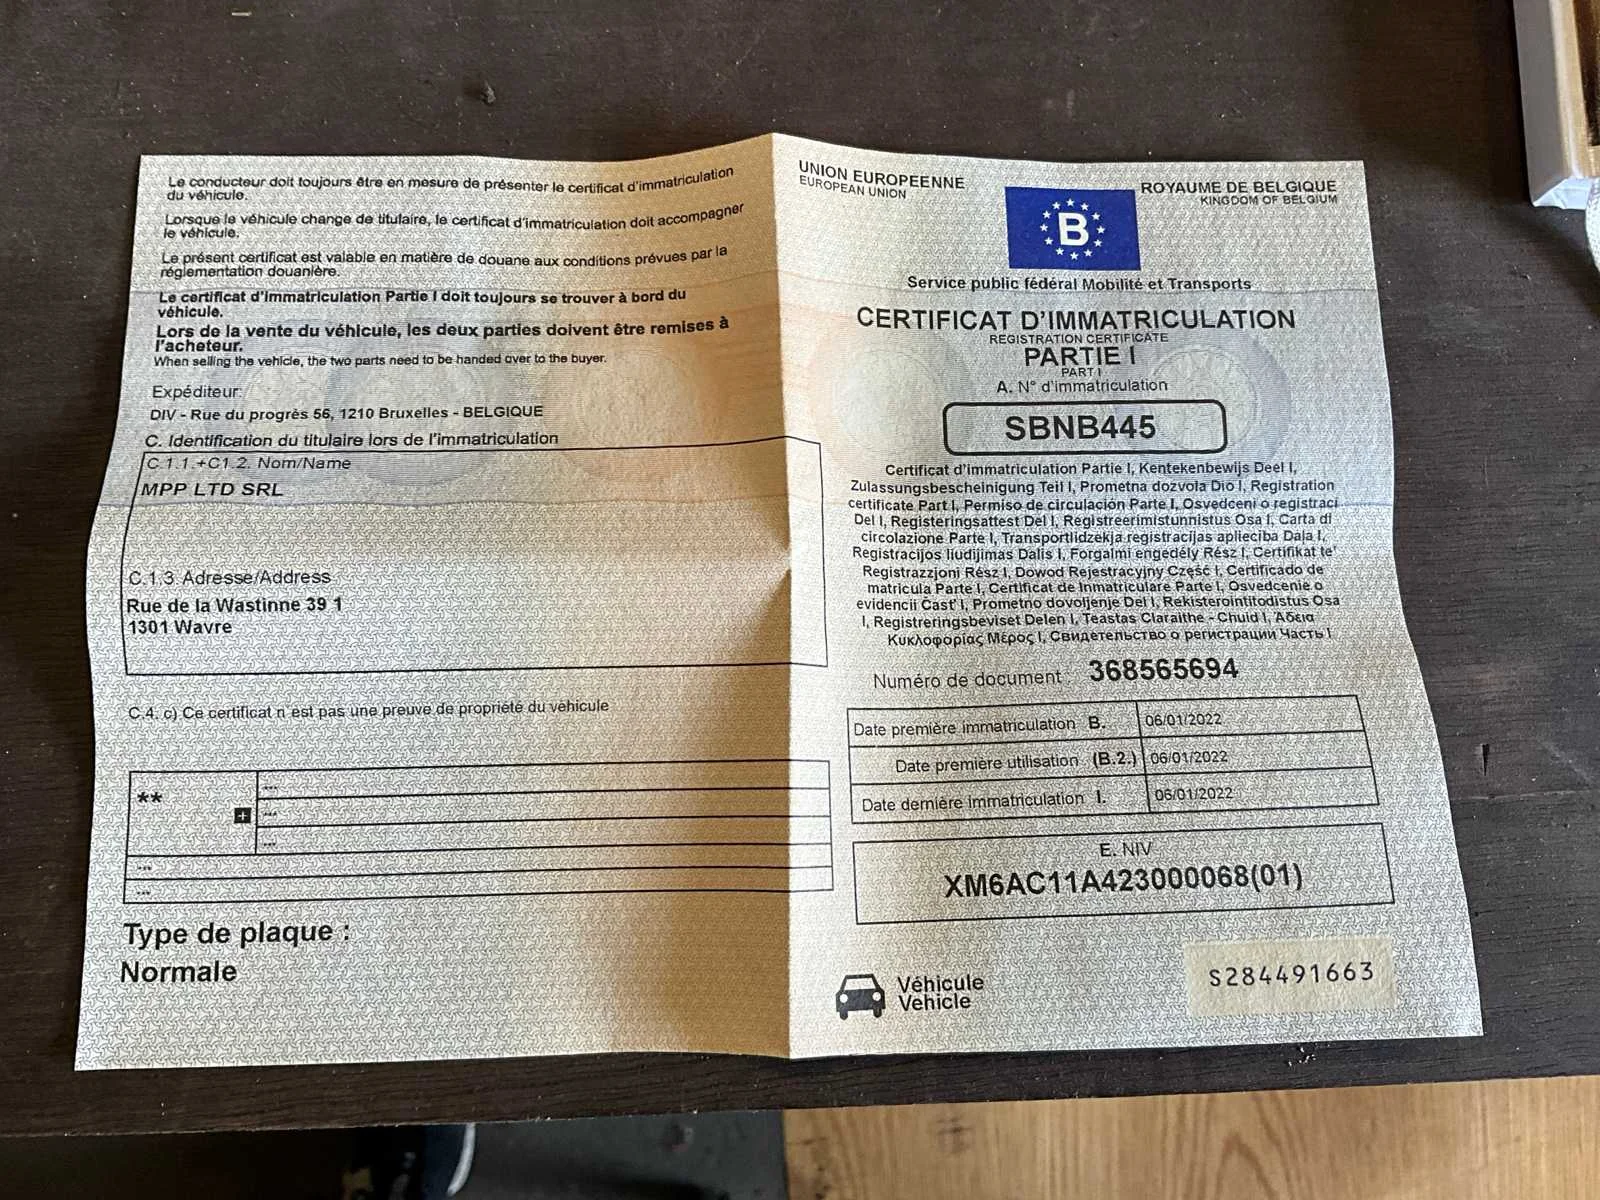 Le conducteur doit toujours être en mesure de présenter le certificat d'immatriculation
du véhicule.
Lorsque le véhicule change de titulaire, le certificat d'immatriculation doit accompagner
le véhicule.
Le présent certificat est valable en matière de douane aux conditions prévues par la
réglementation douanière.
Le certificat d'immatriculation Partie I doit toujours se trouver à bord du
véhicule.
Lors de la vente du véhicule, les deux parties doivent être remises à
l'acheteur.
When selling the vehicle, the two parts need to be handed over to the buyer.
Expéditeur:
DIV - Rue du progrès 56, 1210 Bruxelles - BELGIQUE
C. Identification du titulaire lors de l'immatriculation
C.1.1.+C1.2. Nom/Name
MPP LTD SRL
C.1.3. Adresse/Address
Rue de la Wastinne 39 1
1301 Wavre
C.4. c) Ce certificat n'est pas une preuve de propriété du véhicule
**
+
...
...
...
...
...
Type de plaque :
Normale
UNION EUROPEENNE
EUROPEAN UNION
B
ROYAUME DE BELGIQUE
KINGDOM OF BELGIUM
Service public fédéral Mobilité et Transports
CERTIFICAT D'IMMATRICULATION
REGISTRATION CERTIFICATE
PARTIE I
PART I
A. N° d'immatriculation
SBNB445
Certificat d'immatriculation Partie I, Kentekenbewijs Deel I,
Zulassungsbescheinigung Teil I, Prometna dozvola Dio I, Registration
certificate Part I, Permiso de circulación Parte I, Osvedceni o registraci
Del I, Registeringsattest Del I, Registreerimistunnistus Osa I, Carta di
circolazione Parte I, Transportlidzekja registracijas aplieciba Daļa I,
Registracijos liudijimas Dalis I, Forgalmi engedély Rész I, Certifikat te'
Registrazzjoni Rész I, Dowod Rejestracyjny Część I, Certificado de
matricula Parte I, Certificat de Inmatriculare Parte I, Osvedcenie o
evidencii Časť I, Prometno dovoljenje Del I, Rekisterointitodistus Osa
I, Registreringsbeviset Delen I, Teastas Claraithe - Chuid I, Άδεια
Κυκλοφορίας Μέρος I, Свидетельство о регистрации Часть I
Numéro de document : 368565694
Date première immatriculation B. 06/01/2022
Date première utilisation (B.2.) 06/01/2022
Date dernière immatriculation I. 06/01/2022
E. NIV
XM6AC11A423000068(01)
Véhicule
Vehicle
S284491663